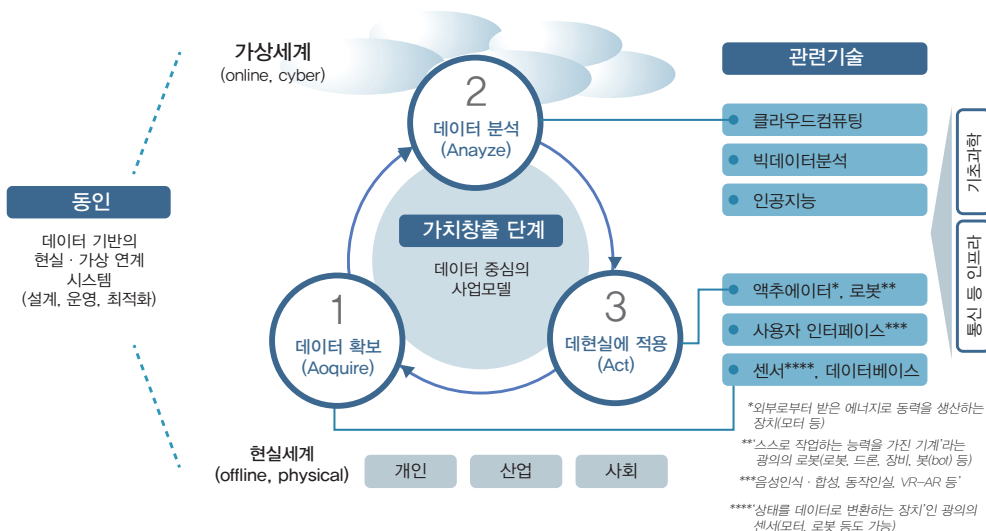 가상세계
(online, cyber)
관련기술
2
데이터 분석
(Anayze)
클라우드컴퓨팅
빅데이터분석
인공지능
기초과학
통신 등 인프라
동인
데이터 기반의
현실 · 가상 연계
시스템
(설계, 운영, 최적화)
가치창출 단계
데이터 중심의
사업모델
1
데이터 확보
(Aoquire)
3
데현실에 적용
(Act)
액추에이터*, 로봇**
사용자 인터페이스***
센서****, 데이터베이스
*외부로부터 받은 에너지로 동력을 생산하는
장치(모터 등)
**'스스로 작업하는 능력을 가진 기계'라는
광의의 로봇(로봇, 드론, 장비, 봇(bot) 등)
***음성인식 · 합성, 동작인실, VR-AR 등'
****'상태를 데이터로 변환하는 장치'인 광의의
센서(모터, 로봇 등도 가능)
현실세계
(offline, physical)
개인
산업
사회